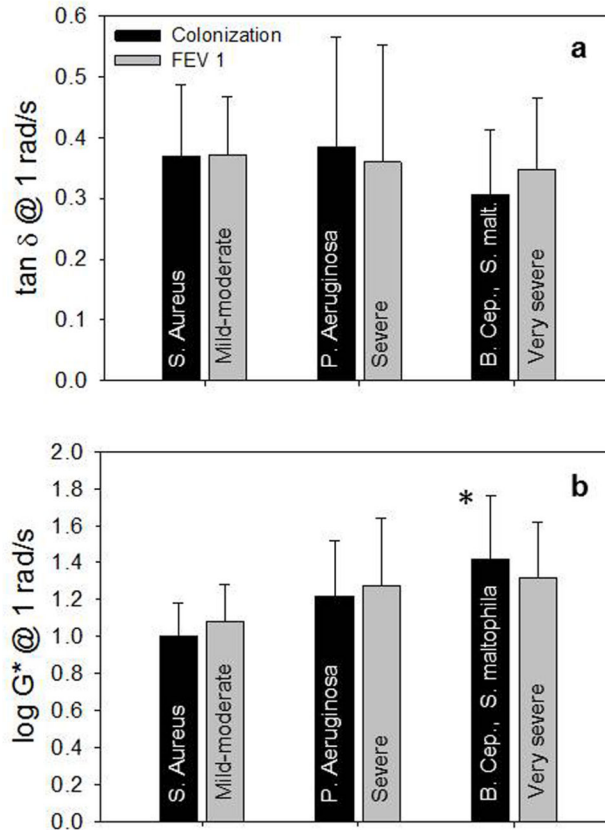 0.6
Colonization
FEV 1
a
0.5
0.4
0.3
0.2
0.1
0.0
tan δ @ 1 rad/s
S. Aureus
Mild-moderate
P. Aeruginosa
Severe
B. Cep., S. malt.
Very severe
2.0
b
1.8
*
1.6
1.4
1.2
1.0
0.8
0.6
0.4
0.2
0.0
log G* @ 1 rad/s
S. Aureus
Mild-moderate
P. Aeruginosa
Severe
B. Cep., S. maltophila
Very severe